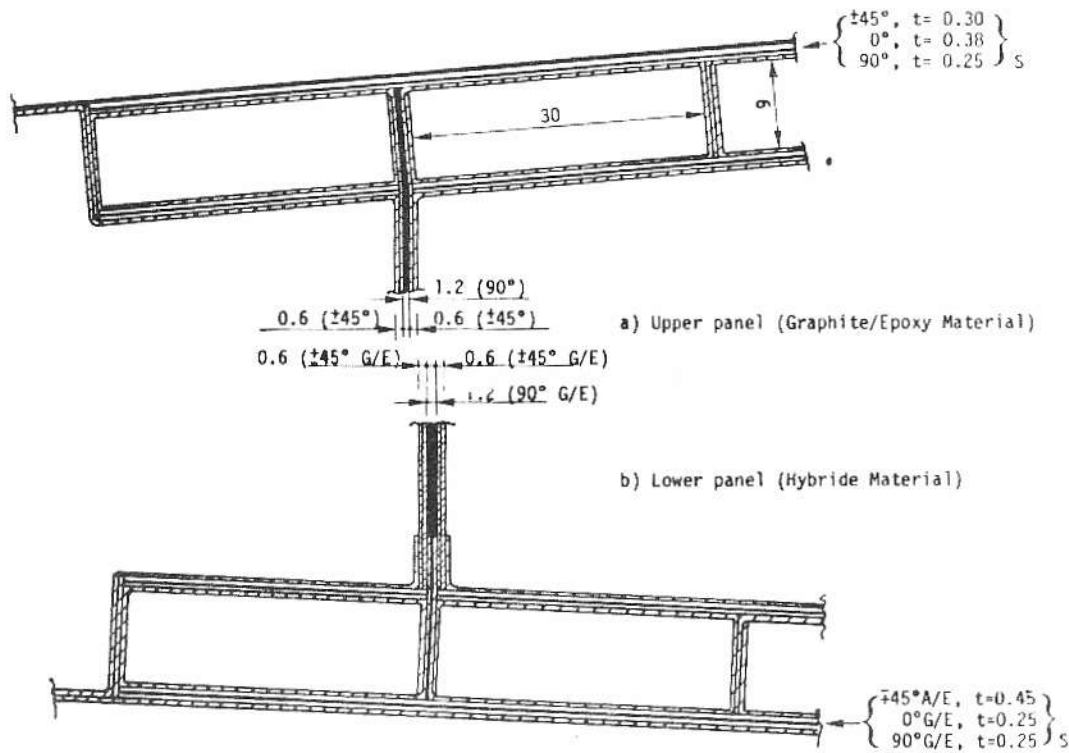 ±45°, t= 0.30
0°, t= 0.38
90°, t= 0.25 S
30
9
1.2 (90°)
0.6 (±45°) 0.6 (±45°)
a) Upper panel (Graphite/Epoxy Material)
0.6 (±45° G/E) 0.6 (±45° G/E)
(90° G/E)
b) Lower panel (Hybride Material)
∓45°A/E, t=0.45
0°G/E, t=0.25
90°G/E, t=0.25 S